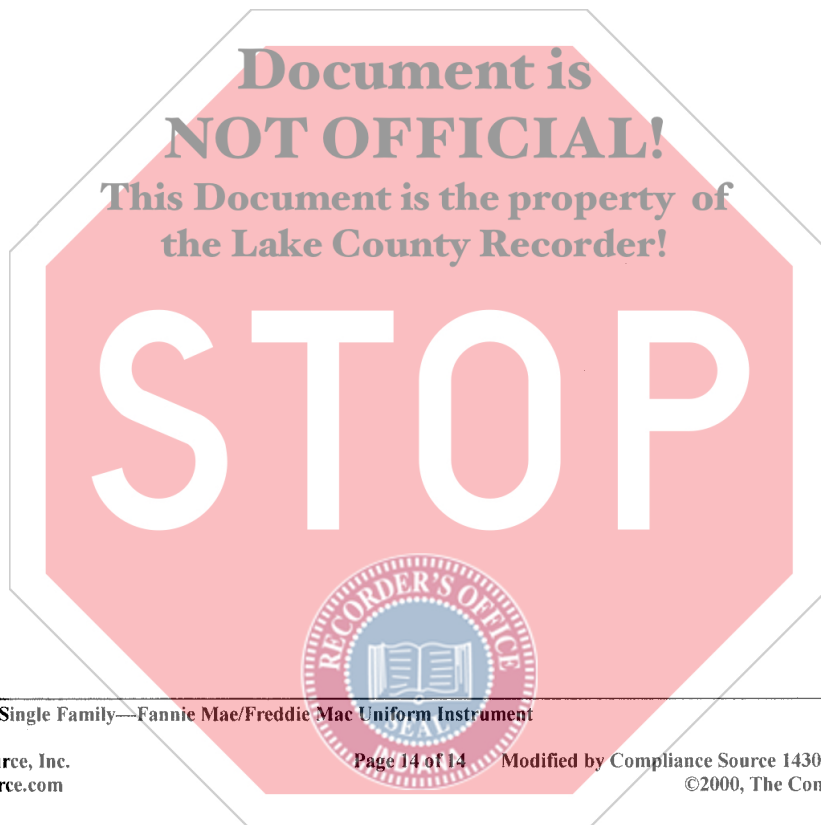 Document is
NOT OFFICIAL!
This Document is the property of
the Lake County Recorder!
STOP
RECORDER'S OFFICE
SEAL
INDIANA
Single Family—Fannie Mae/Freddie Mac Uniform Instrument
rce, Inc.
Page 14 of 14
Modified by Compliance Source 1430
rce.com
©2000, The Con